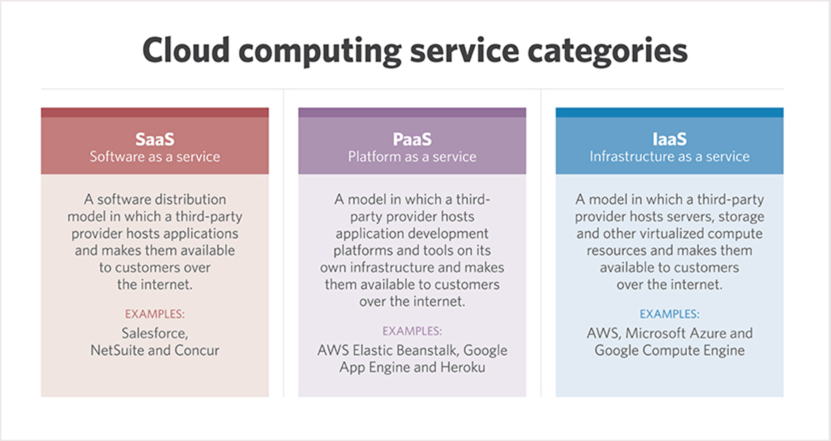 Cloud computing service categories
SaaS
Software as a service
A software distribution
model in which a third-party
provider hosts applications
and makes them available
to customers over
the internet.
EXAMPLES:
Salesforce,
NetSuite and Concur
PaaS
Platform as a service
A model in which a third-
party provider hosts
application development
platforms and tools on its
own infrastructure and makes
them available to customers
over the internet.
EXAMPLES:
AWS Elastic Beanstalk, Google
App Engine and Heroku
IaaS
Infrastructure as a service
A model in which a third-party
provider hosts servers, storage
and other virtualized compute
resources and makes them
available to customers
over the internet.
EXAMPLES:
AWS, Microsoft Azure and
Google Compute Engine